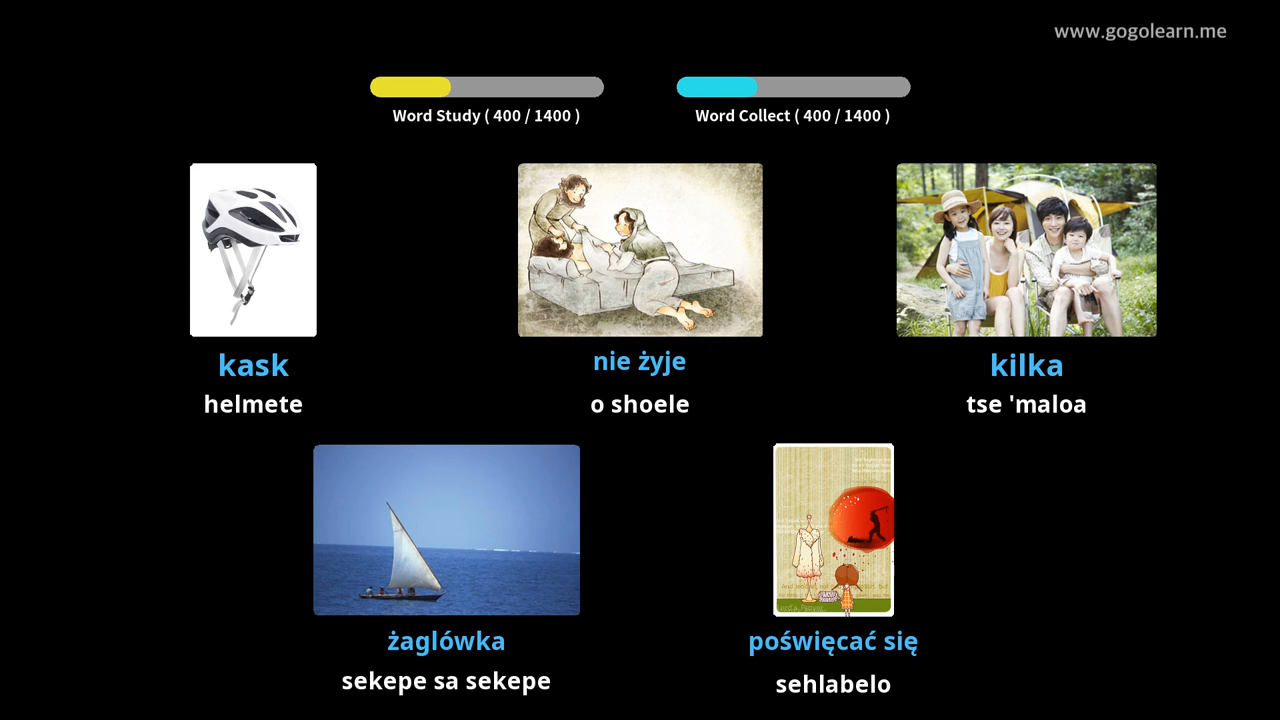 www.gogolearn.me
Word Study ( 400 / 1400 )
Word Collect ( 400 / 1400 )
kask
nie żyje
kilka
helmete
o shoele
tse 'maloa
żaglówka
poświęcać się
sekepe sa sekepe
sehlabelo